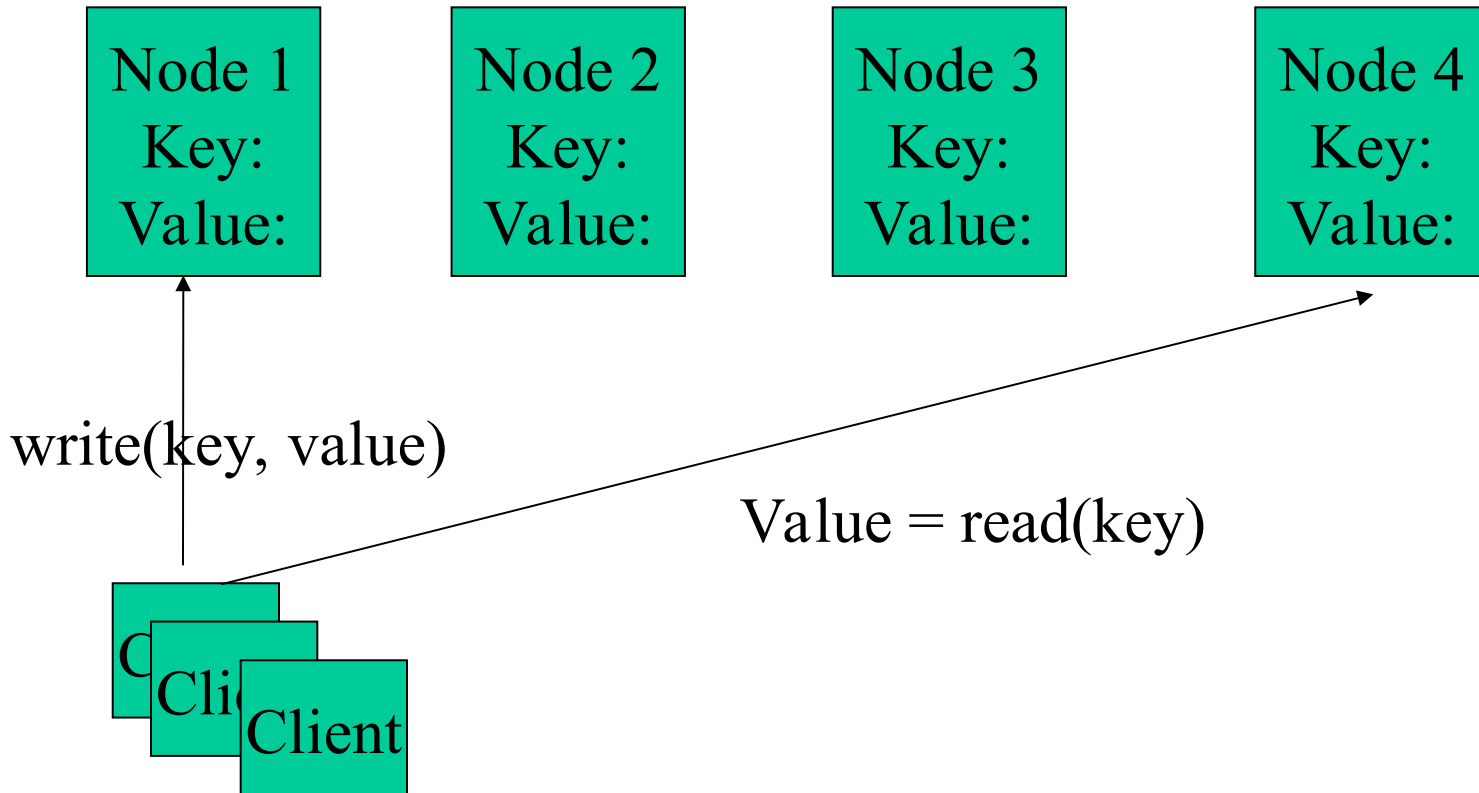 Node 1
Key:
Value:
Node 2
Key:
Value:
Node 3
Key:
Value:
Node 4
Key:
Value:
write(key, value)
Value = read(key)
C
Clie
Client